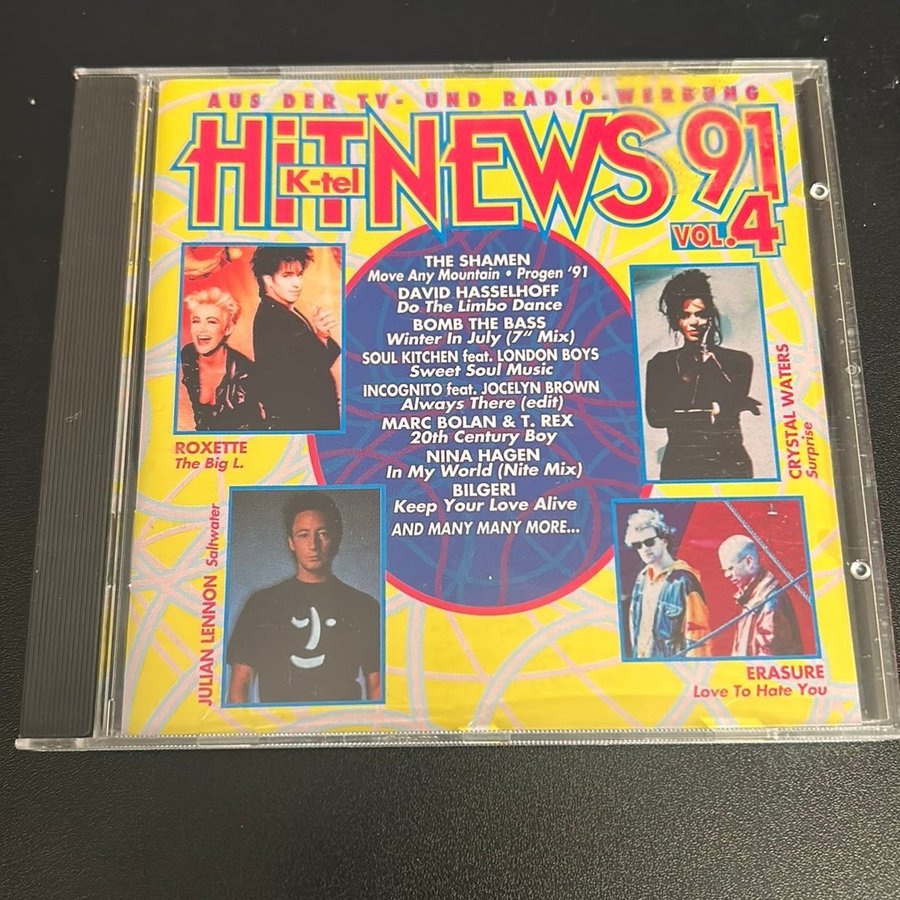 AUS DER TV- UND RADIO-WERBUNG
HiTNEWS 91
K-tel
VOL.4
THE SHAMEN
Move Any Mountain • Progen '91
DAVID HASSELHOFF
Do The Limbo Dance
BOMB THE BASS
Winter In July (7" Mix)
SOUL KITCHEN feat. LONDON BOYS
Sweet Soul Music
INCOGNITO feat. JOCELYN BROWN
Always There (edit)
MARC BOLAN & T. REX
20th Century Boy
NINA HAGEN
In My World (Nite Mix)
BILGERI
Keep Your Love Alive
AND MANY MANY MORE...
ROXETTE
The Big L.
CRYSTAL WATERS
Surprise
JULIAN LENNON Saltwater
ERASURE
Love To Hate You